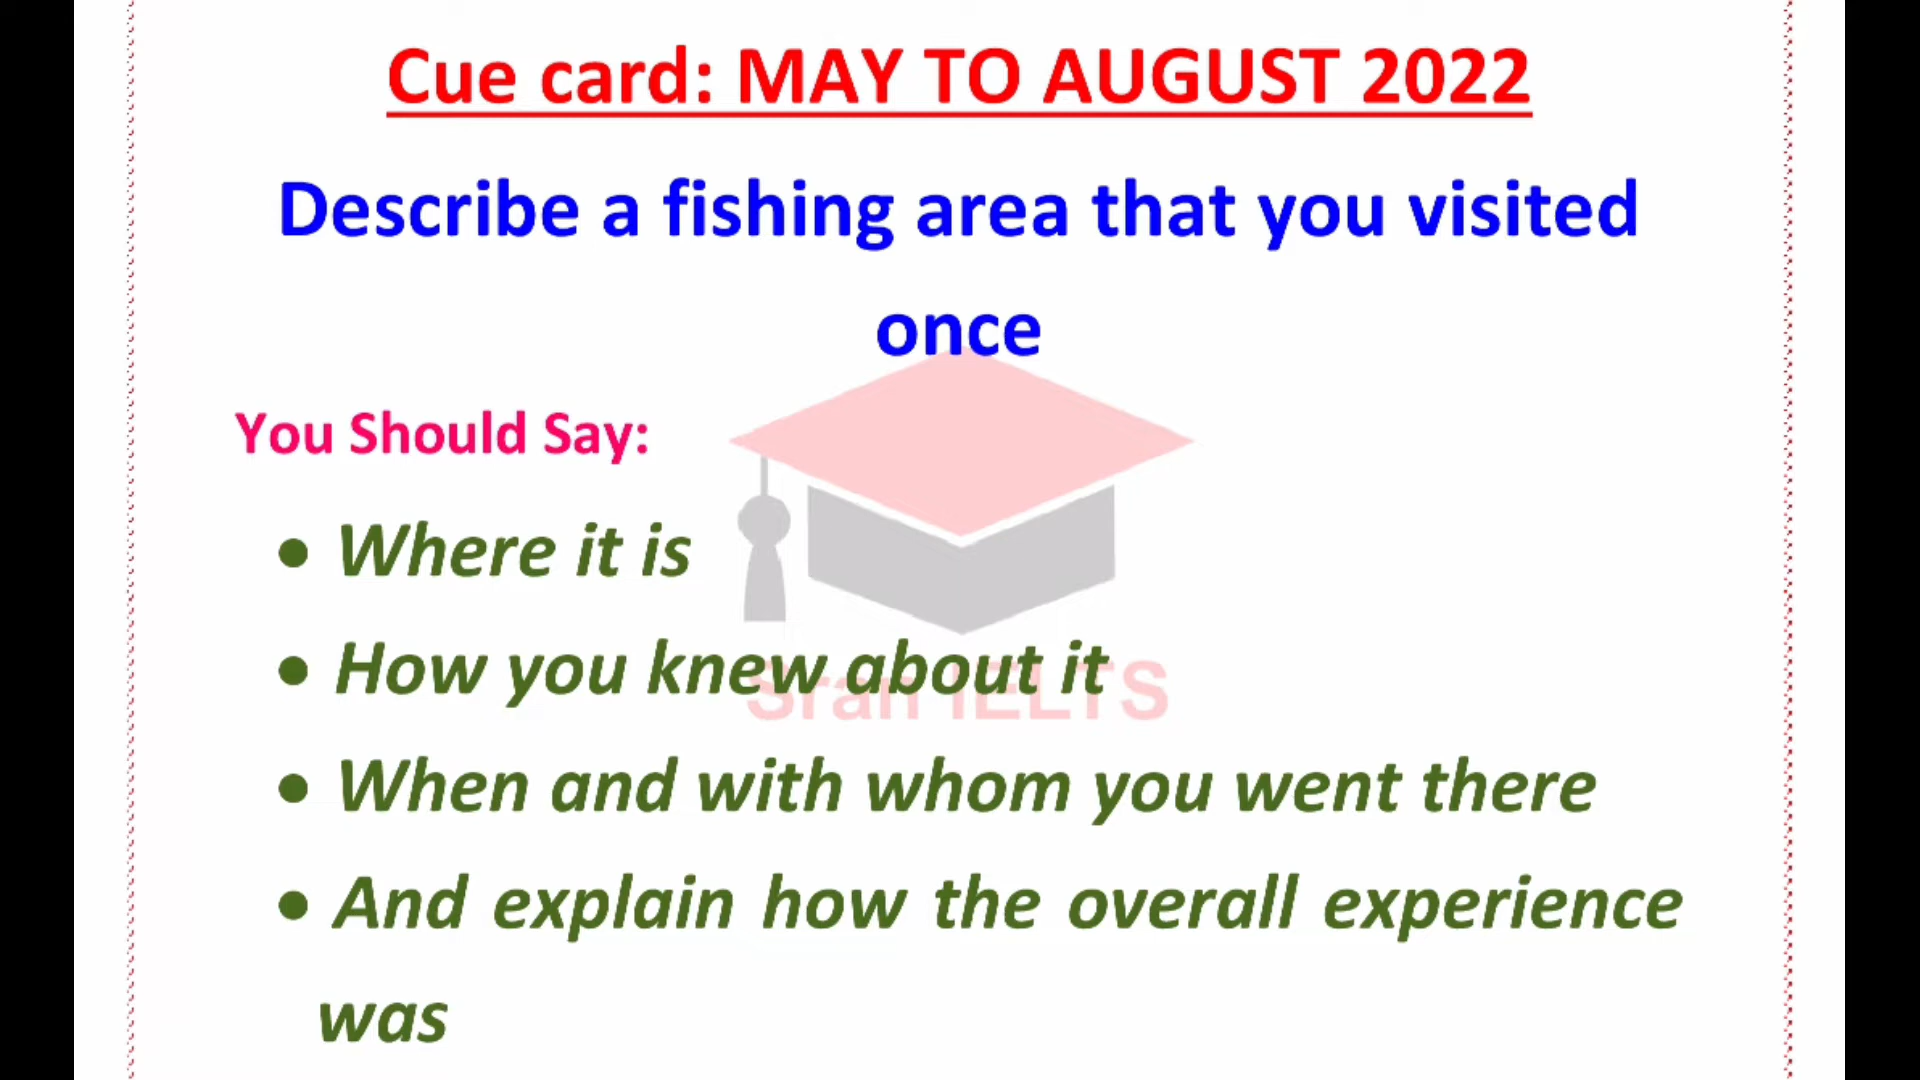 Cue card: MAY TO AUGUST 2022
Describe a fishing area that you visited
once
You Should Say:
• Where it is
• How you knew about it
Sran IELTS
• When and with whom you went there
• And explain how the overall experience
was